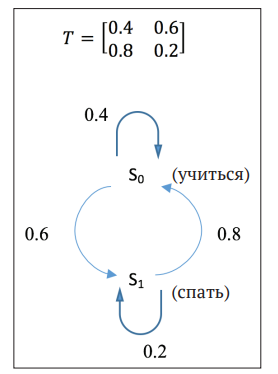 T = [0.4 0.6
0.8 0.2]
0.4
S₀ (учиться)
0.6 0.8
S₁ (спать)
0.2